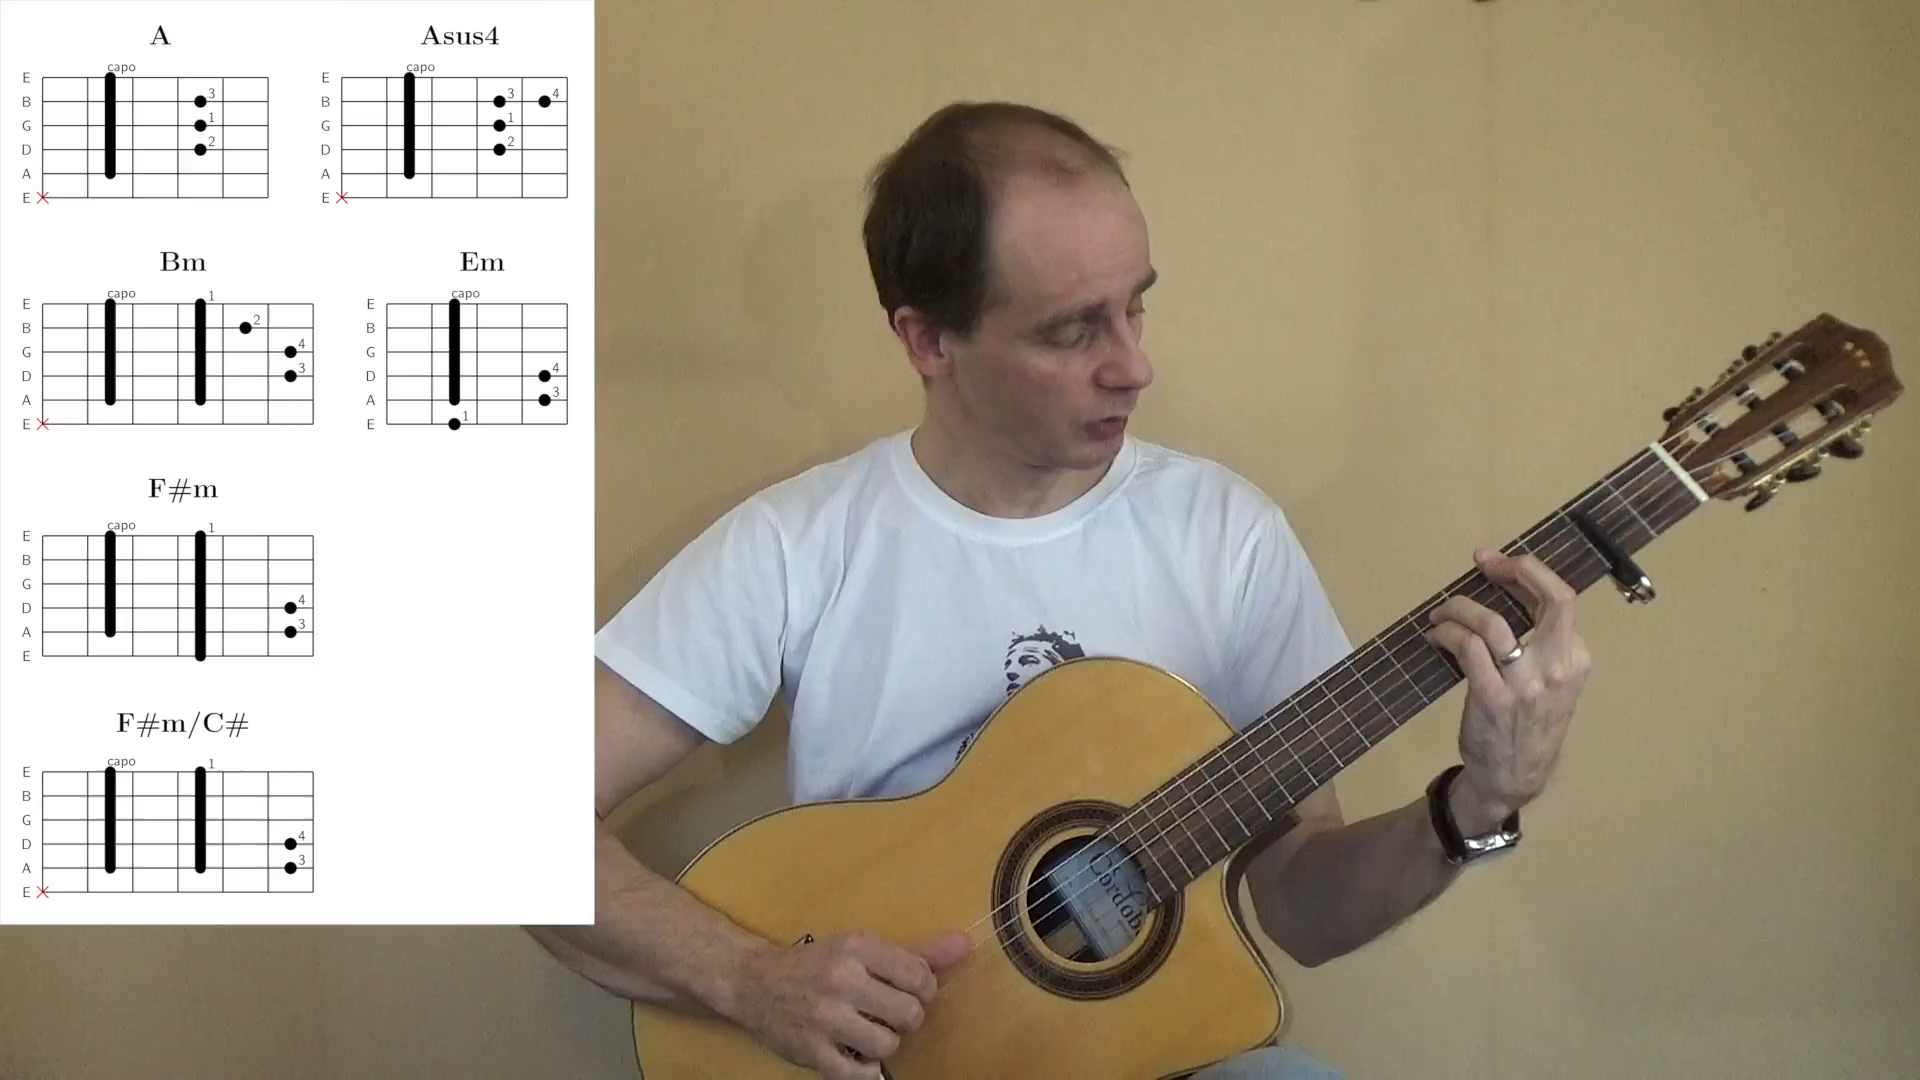 A Asus4
capo capo
E E
B 3 B 3 4
G 1 G 1
D 2 D 2
A A
E E
Bm Em
capo 1 capo
E E
B 2 B
G 4 G
D 3 D 4
A A 3
E E 1
F#m
capo 1
E
B
G
D 4
A 3
E
F#m/C#
capo 1
E
B
G
D 4
A 3
E
Cordob